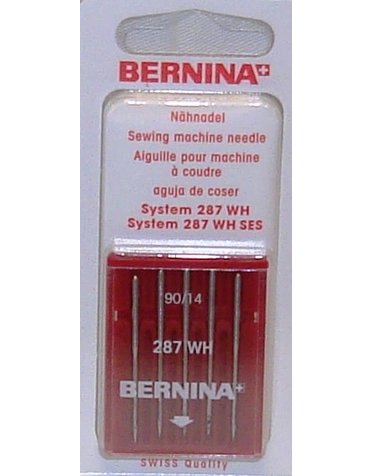 BERNINA+
Nähnadel
Sewing machine needle
Aiguille pour machine
à coudre
aguja de coser
System 287 WH
System 287 WH SES
90/14
287 WH
BERNINA+
SWISS Quality